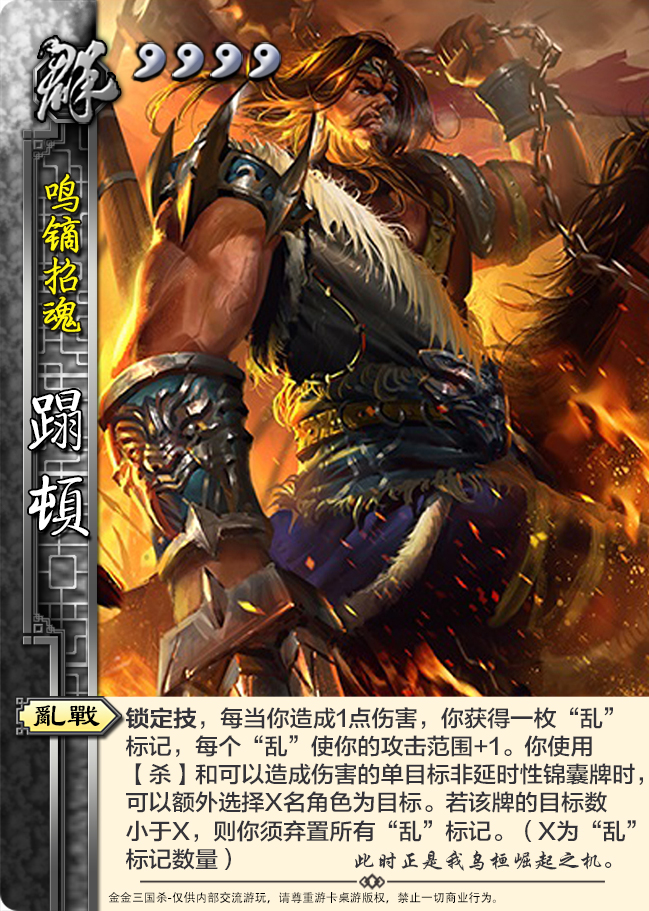 群
鸣镝招魂
蹋頓
亂戰
锁定技，每当你造成1点伤害，你获得一枚“乱”
标记，每个“乱”使你的攻击范围+1。你使用
【杀】和可以造成伤害的单目标非延时性锦囊牌时，
可以额外选择X名角色为目标。若该牌的目标数
小于X，则你须弃置所有“乱”标记。（X为“乱”
标记数量）
此时正是我乌桓崛起之机。
金金三国杀-仅供内部交流游玩，请尊重游卡桌游版权，禁止一切商业行为。